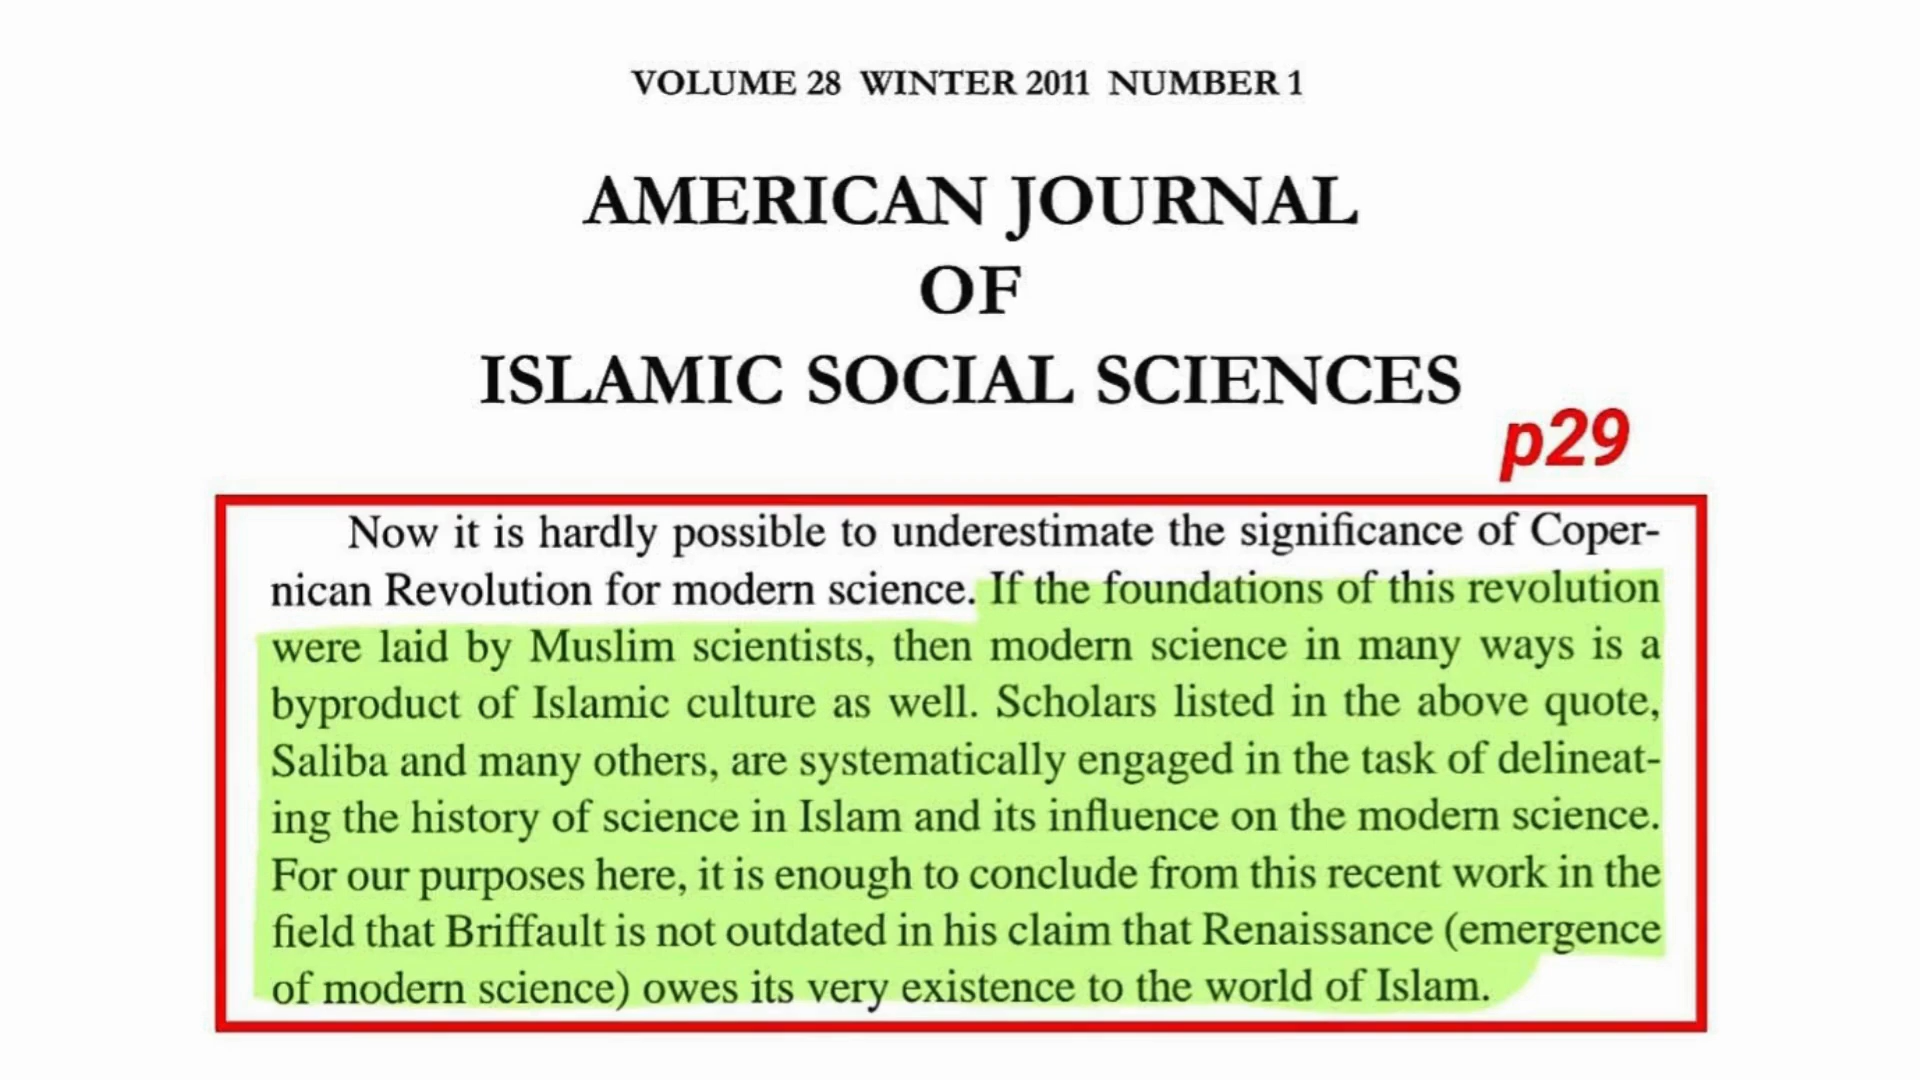 VOLUME 28 WINTER 2011 NUMBER 1
AMERICAN JOURNAL
OF
ISLAMIC SOCIAL SCIENCES
p29
Now it is hardly possible to underestimate the significance of Coper-
nican Revolution for modern science. If the foundations of this revolution
were laid by Muslim scientists, then modern science in many ways is a
byproduct of Islamic culture as well. Scholars listed in the above quote,
Saliba and many others, are systematically engaged in the task of delineat-
ing the history of science in Islam and its influence on the modern science.
For our purposes here, it is enough to conclude from this recent work in the
field that Briffault is not outdated in his claim that Renaissance (emergence
of modern science) owes its very existence to the world of Islam.